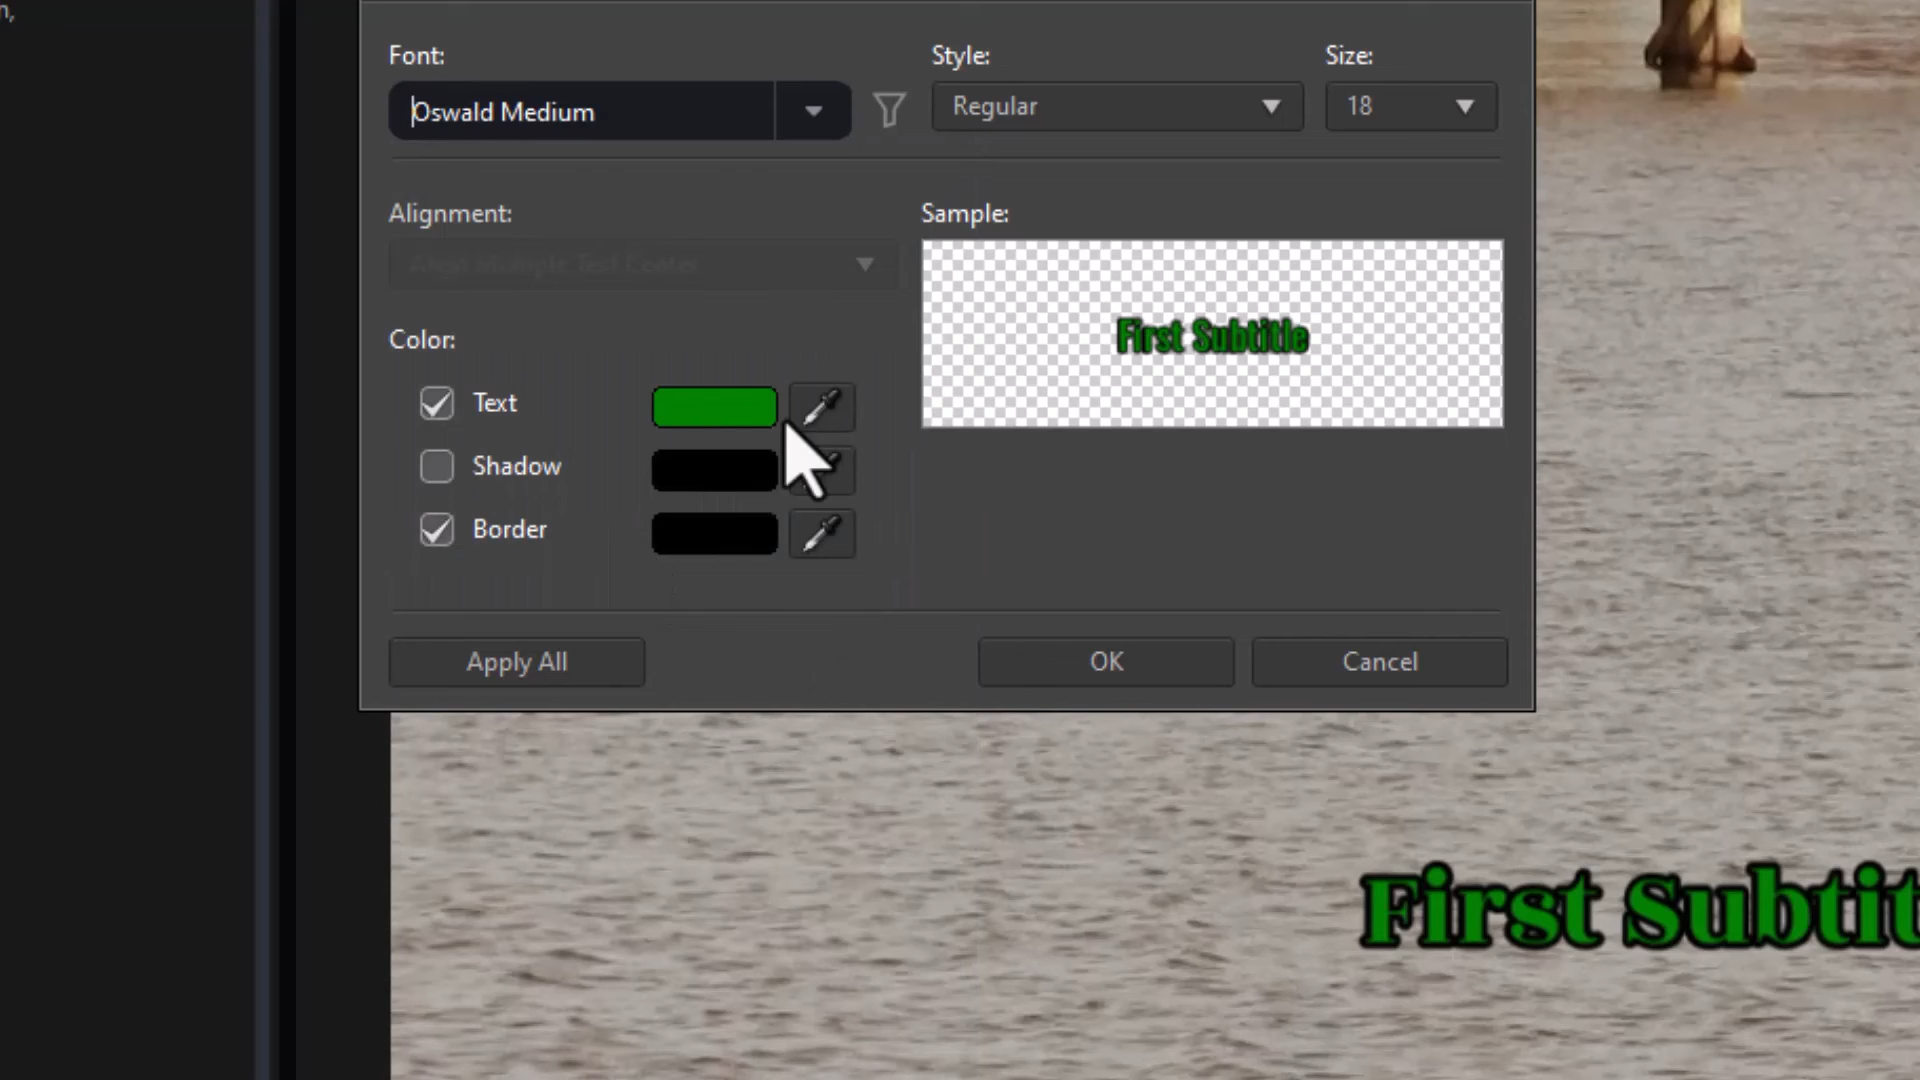 Font:
Style:
Size:
Oswald Medium
Regular
18
Alignment:
Sample:
First Subtitle
Color:
Text
Shadow
Border
Apply All
OK
Cancel
First Subtit